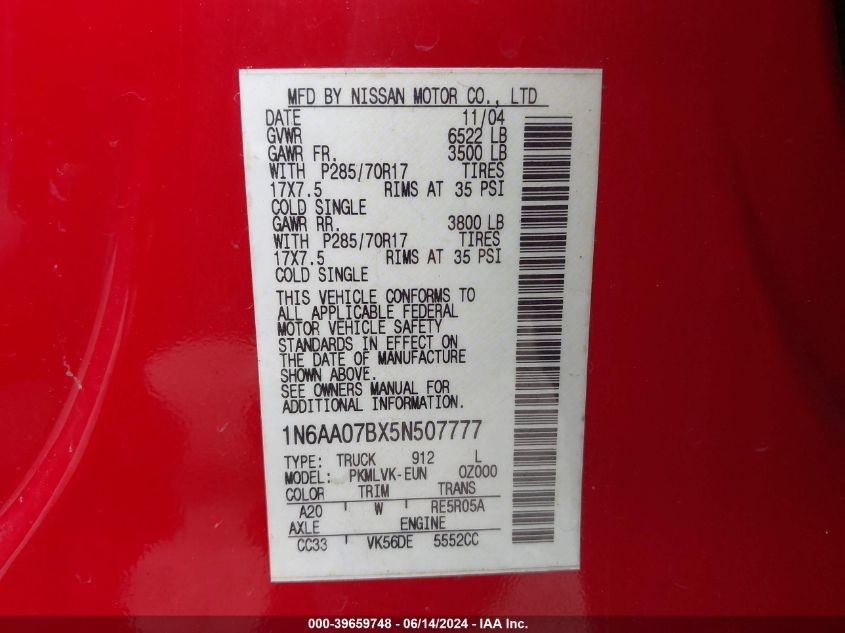 MFD BY NISSAN MOTOR CO., LTD
DATE 11/04
GVWR 6522 LB
GAWR FR. 3500 LB
WITH P285/70R17 TIRES
17X7.5 RIMS AT 35 PSI
COLD SINGLE
GAWR RR. 3800 LB
WITH P285/70R17 TIRES
17X7.5 RIMS AT 35 PSI
COLD SINGLE
THIS VEHICLE CONFORMS TO
ALL APPLICABLE FEDERAL
MOTOR VEHICLE SAFETY
STANDARDS IN EFFECT ON
THE DATE OF MANUFACTURE
SHOWN ABOVE.
SEE OWNERS MANUAL FOR
ADDITIONAL INFORMATION.
1N6AA07BX5N507777
TYPE: TRUCK 912 L
MODEL: PKMLVK-EUN 0Z000
COLOR TRIM TRANS
A20 W RE5R05A
AXLE ENGINE
CC33 VK56DE 5552CC
000-39659748 - 06/14/2024 - IAA Inc.